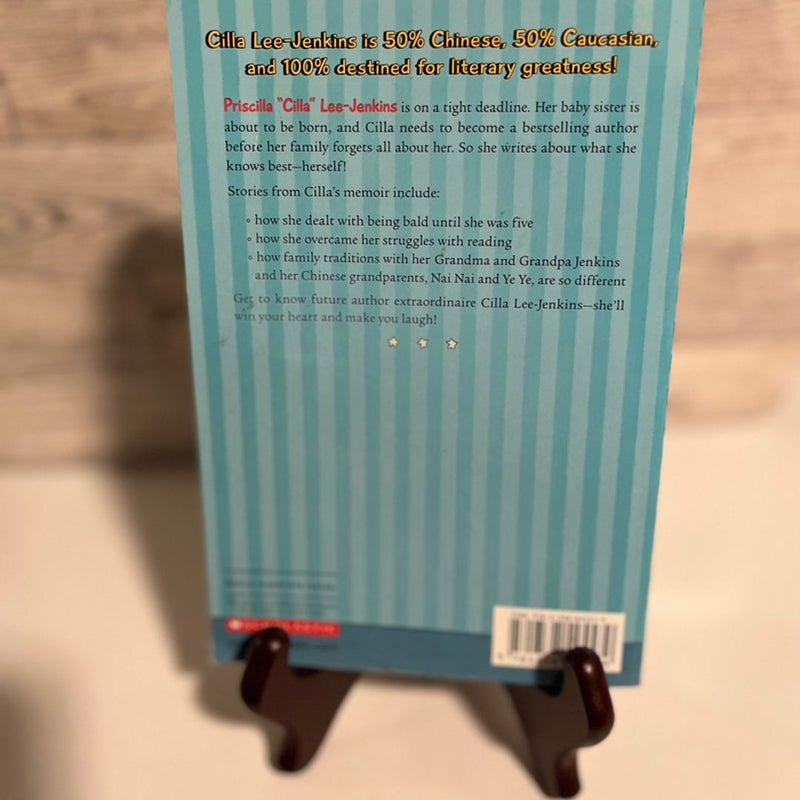 Cilla Lee-Jenkins is 50% Chinese, 50% Caucasian,
and 100% destined for literary greatness!
Priscilla "Cilla" Lee-Jenkins is on a tight deadline. Her baby sister is
about to be born, and Cilla needs to become a bestselling author
before her family forgets all about her. So she writes about what she
knows best—herself!
Stories from Cilla's memoir include:
◦ how she dealt with being bald until she was five
◦ how she overcame her struggles with reading
◦ how family traditions with her Grandma and Grandpa Jenkins
and her Chinese grandparents, Nai Nai and Ye Ye, are so different
Get to know future author extraordinaire Cilla Lee-Jenkins—she'll
win your heart and make you laugh!
SCHOLASTIC